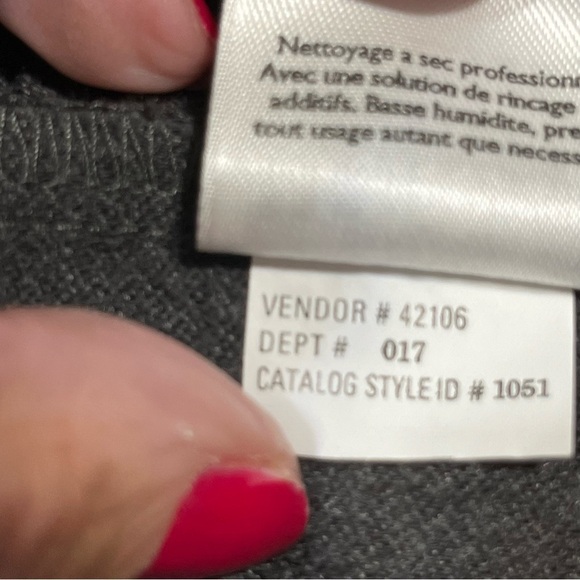 Nettoyage a sec profession
Avec une solution de rincage
additifs. Basse humidite, pre
tout usage autant que necess
VENDOR # 42106
DEPT # 017
CATALOG STYLE ID # 1051